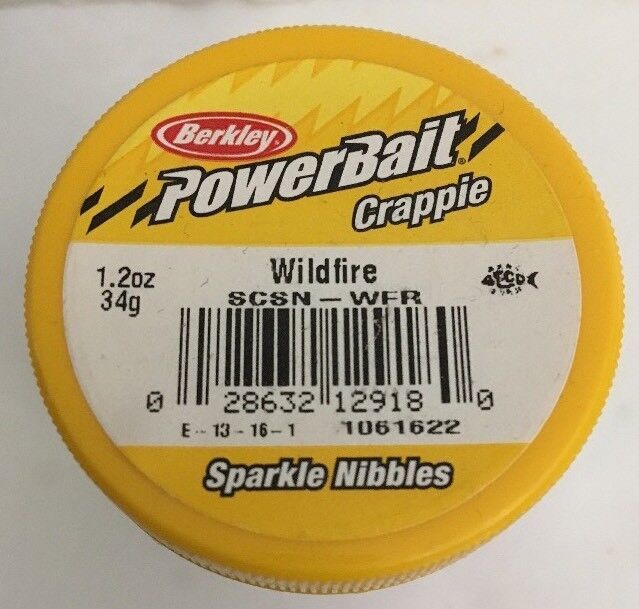 Berkley
PowerBait®
Crappie
1.2oz
34g
Wildfire
SCSN - WFR
0 28632 12918 0
E - 13 - 16 - 1
1061622
Sparkle Nibbles